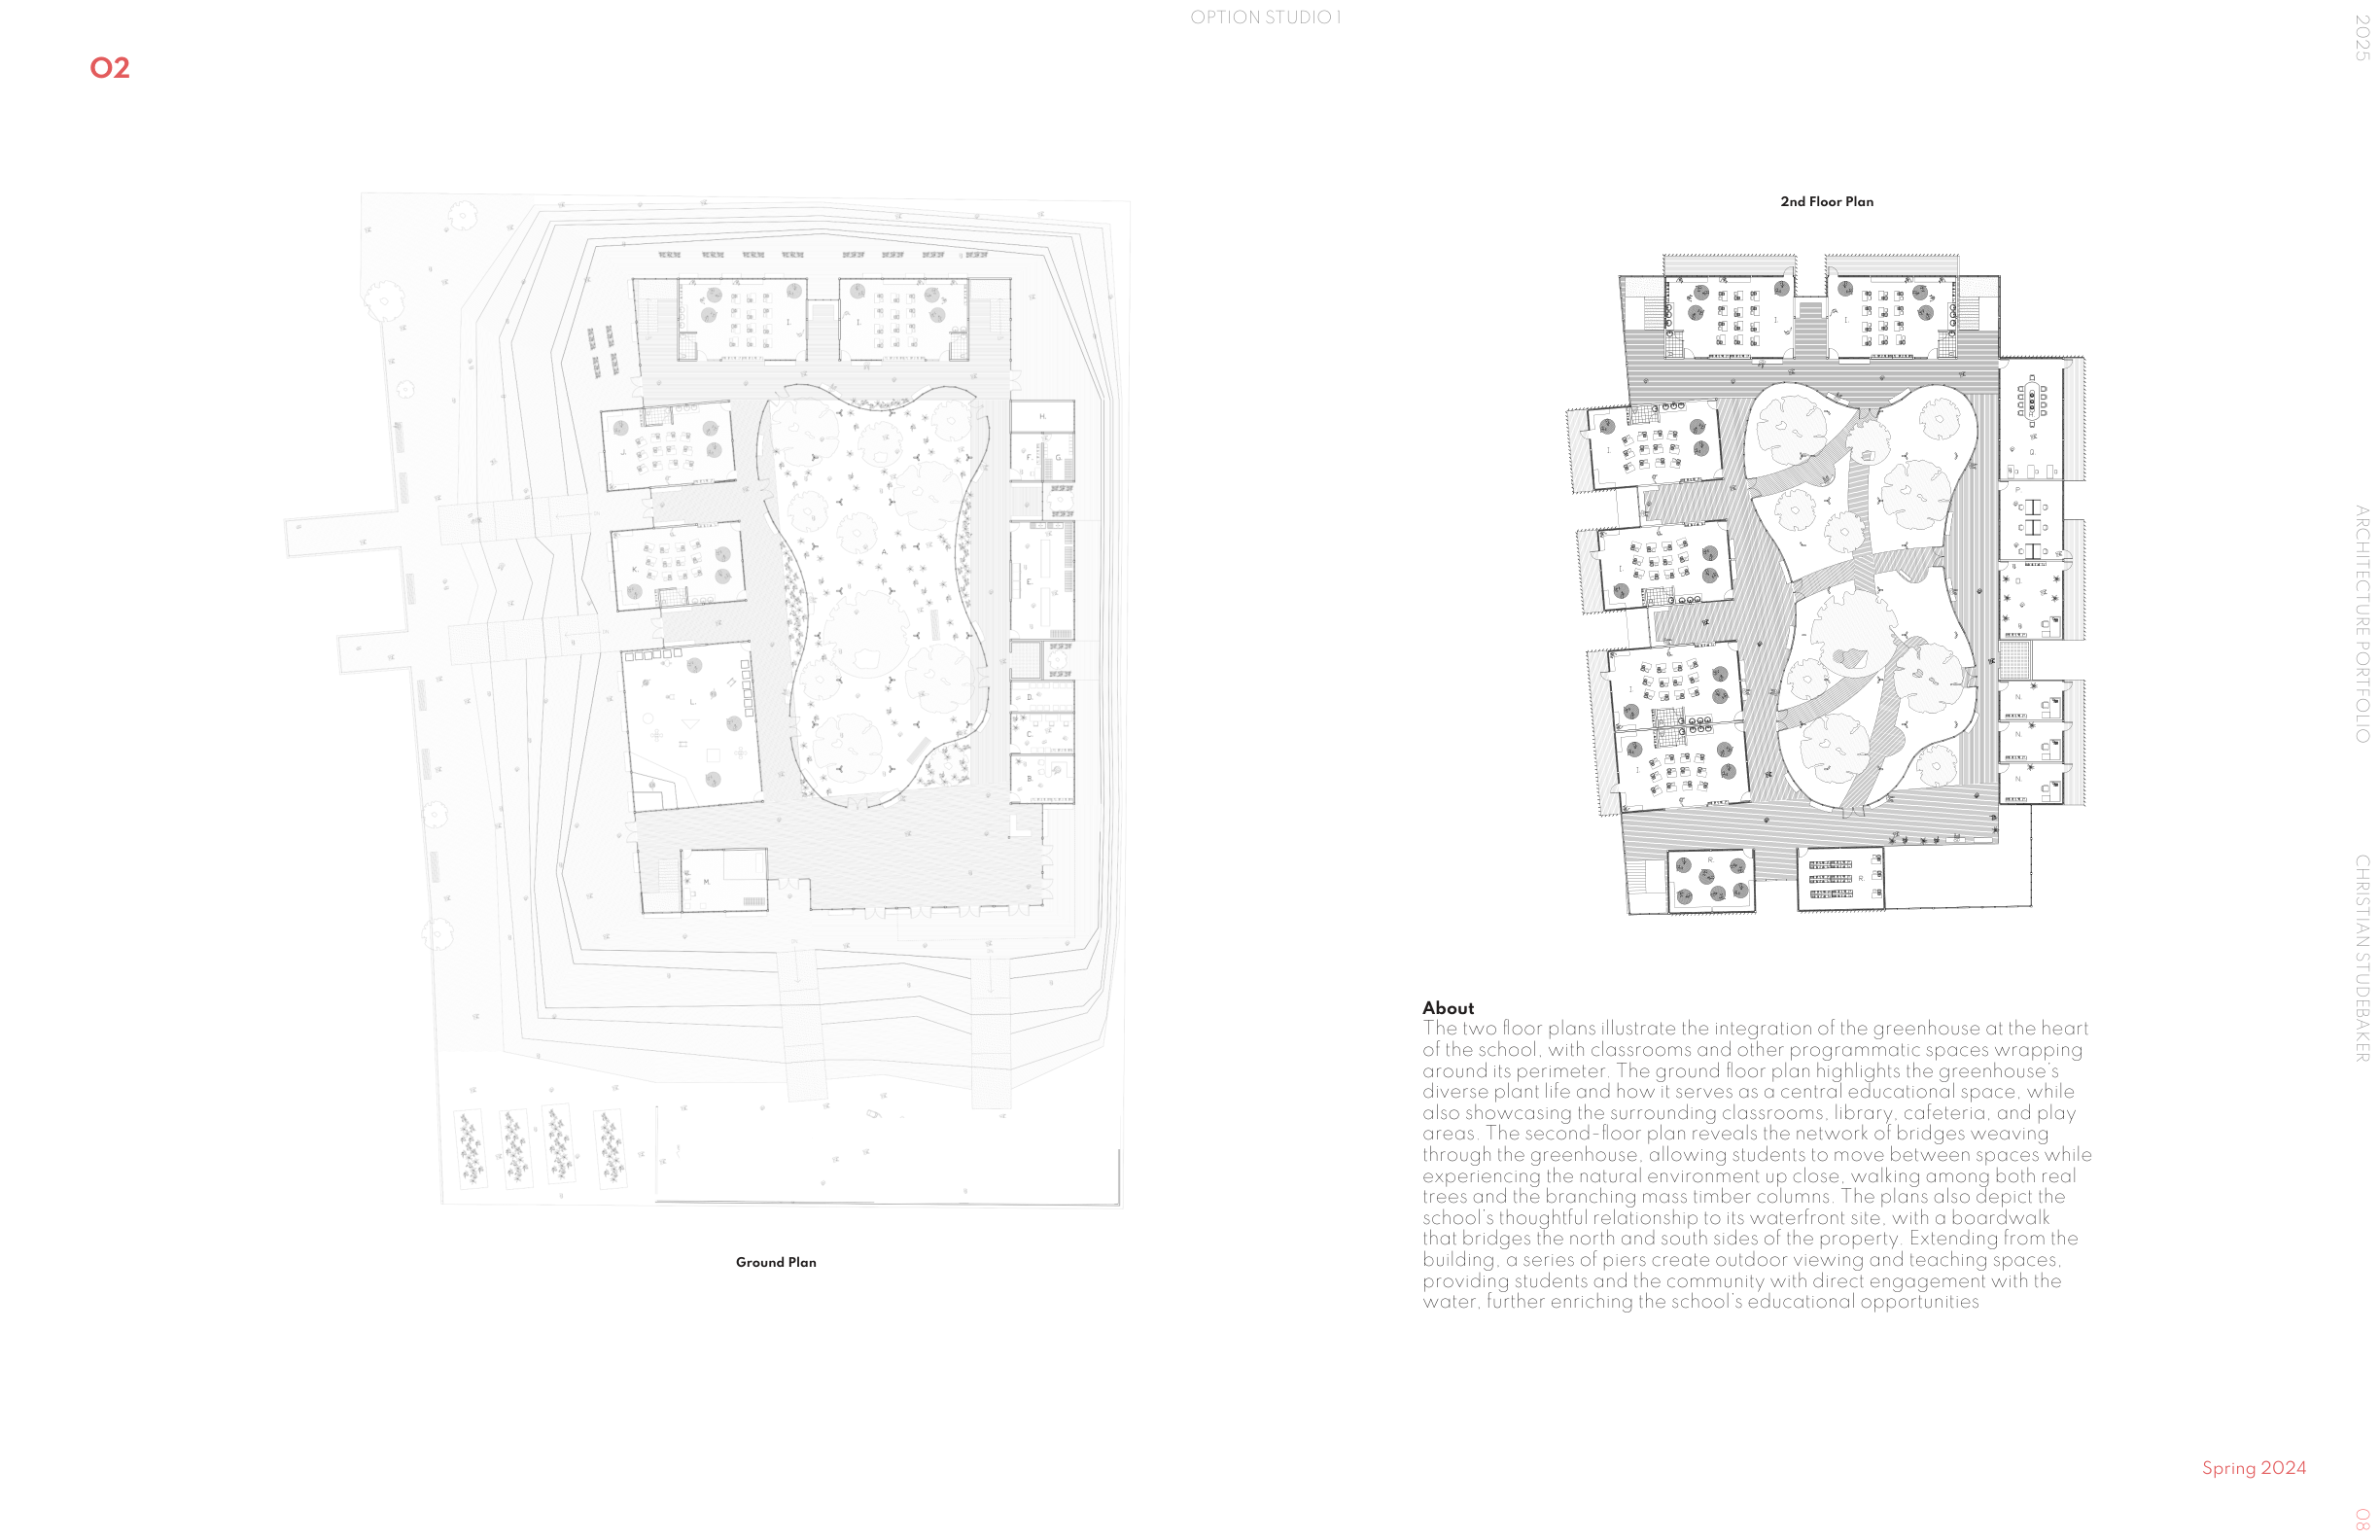 OPTION STUDIO 1
2025
02
2nd Floor Plan
I.
I.
J.
K.
L.
M.
A.
H.
F.
G.
E.
D.
C.
B.
I.
I.
I.
I.
I.
I.
Q.
P.
O.
N.
N.
N.
R.
R.
ARCHITECTURE PORTFOLIO
CHRISTIAN STUDEBAKER
Ground Plan
About
The two floor plans illustrate the integration of the greenhouse at the heart
of the school, with classrooms and other programmatic spaces wrapping
around its perimeter. The ground floor plan highlights the greenhouse's
diverse plant life and how it serves as a central educational space, while
also showcasing the surrounding classrooms, library, cafeteria, and play
areas. The second-floor plan reveals the network of bridges weaving
through the greenhouse, allowing students to move between spaces while
experiencing the natural environment up close, walking among both real
trees and the branching mass timber columns. The plans also depict the
school's thoughtful relationship to its waterfront site, with a boardwalk
that bridges the north and south sides of the property. Extending from the
building, a series of piers create outdoor viewing and teaching spaces,
providing students and the community with direct engagement with the
water, further enriching the school's educational opportunities
Spring 2024
08